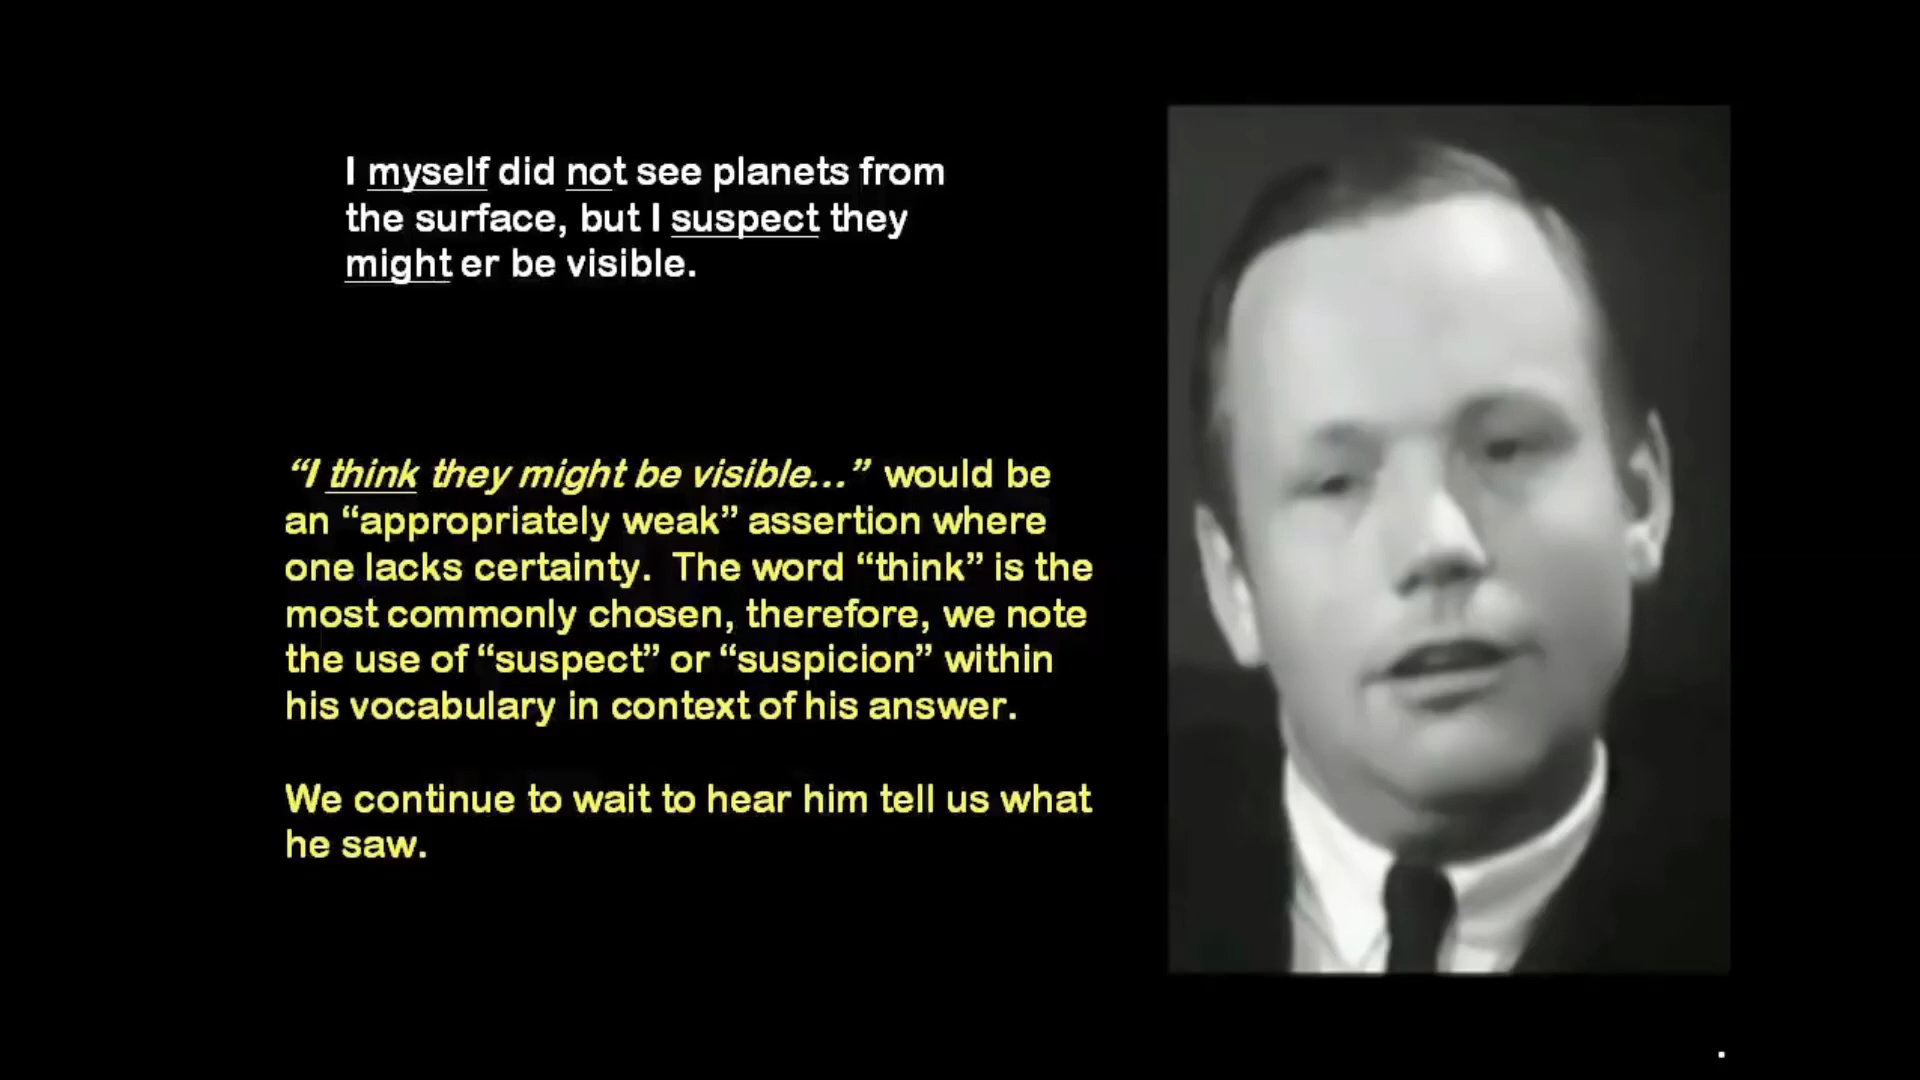 I myself did not see planets from
the surface, but I suspect they
might er be visible.
“I think they might be visible...” would be
an “appropriately weak” assertion where
one lacks certainty.  The word “think” is the
most commonly chosen, therefore, we note
the use of “suspect” or “suspicion” within
his vocabulary in context of his answer.
We continue to wait to hear him tell us what
he saw.